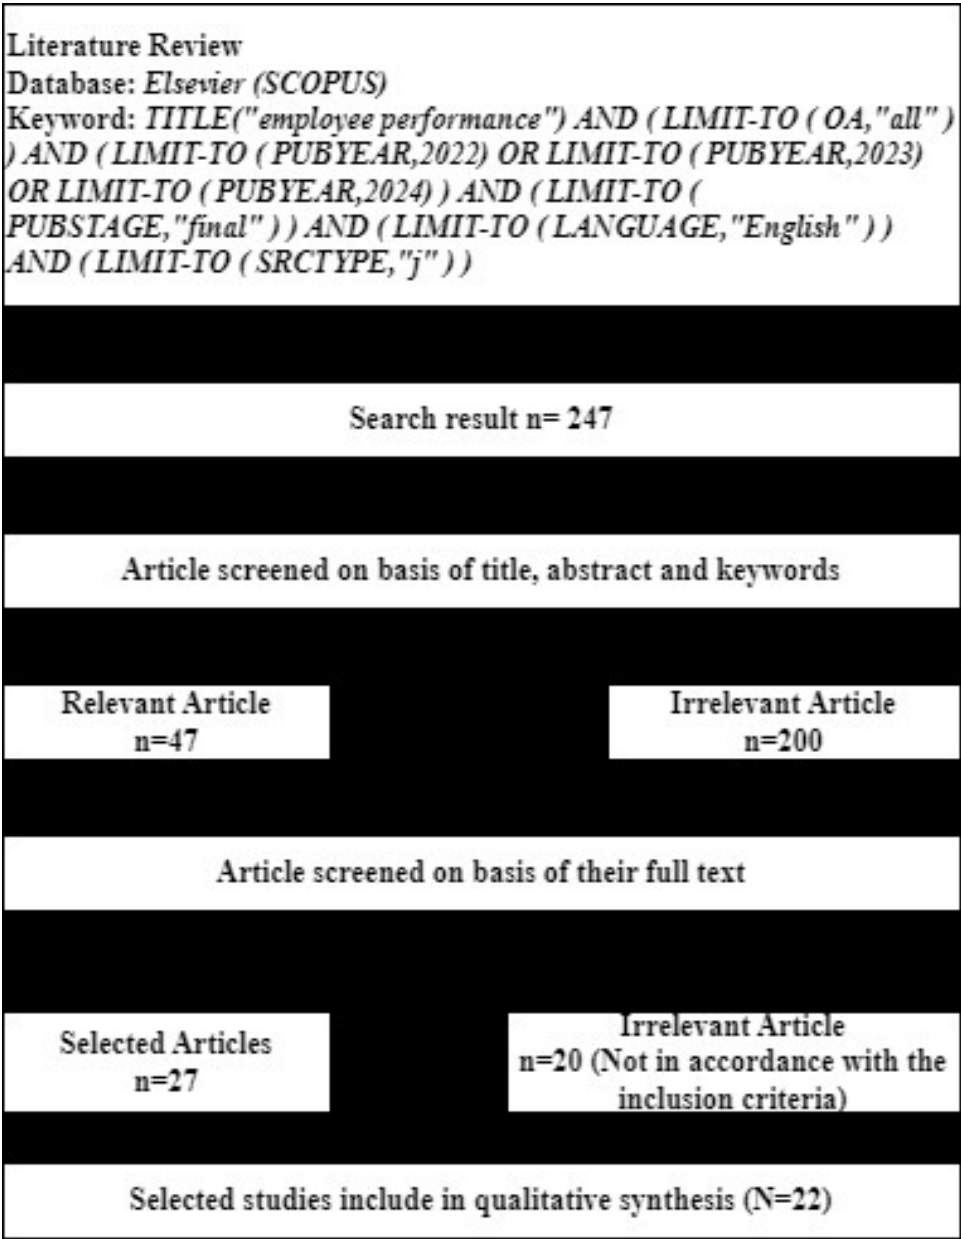 Literature Review
Database: Elsevier (SCOPUS)
Keyword: TITLE("employee performance") AND ( LIMIT-TO ( OA,"all" )
) AND ( LIMIT-TO ( PUBYEAR,2022) OR LIMIT-TO ( PUBYEAR,2023)
OR LIMIT-TO ( PUBYEAR,2024) ) AND ( LIMIT-TO (
PUBSTAGE,"final" ) ) AND ( LIMIT-TO ( LANGUAGE,"English" ) )
AND ( LIMIT-TO ( SRCTYPE,"j" ) )
Search result n= 247
Article screened on basis of title, abstract and keywords
Relevant Article
n=47
Irrelevant Article
n=200
Article screened on basis of their full text
Selected Articles
n=27
Irrelevant Article
n=20 (Not in accordance with the
inclusion criteria)
Selected studies include in qualitative synthesis (N=22)